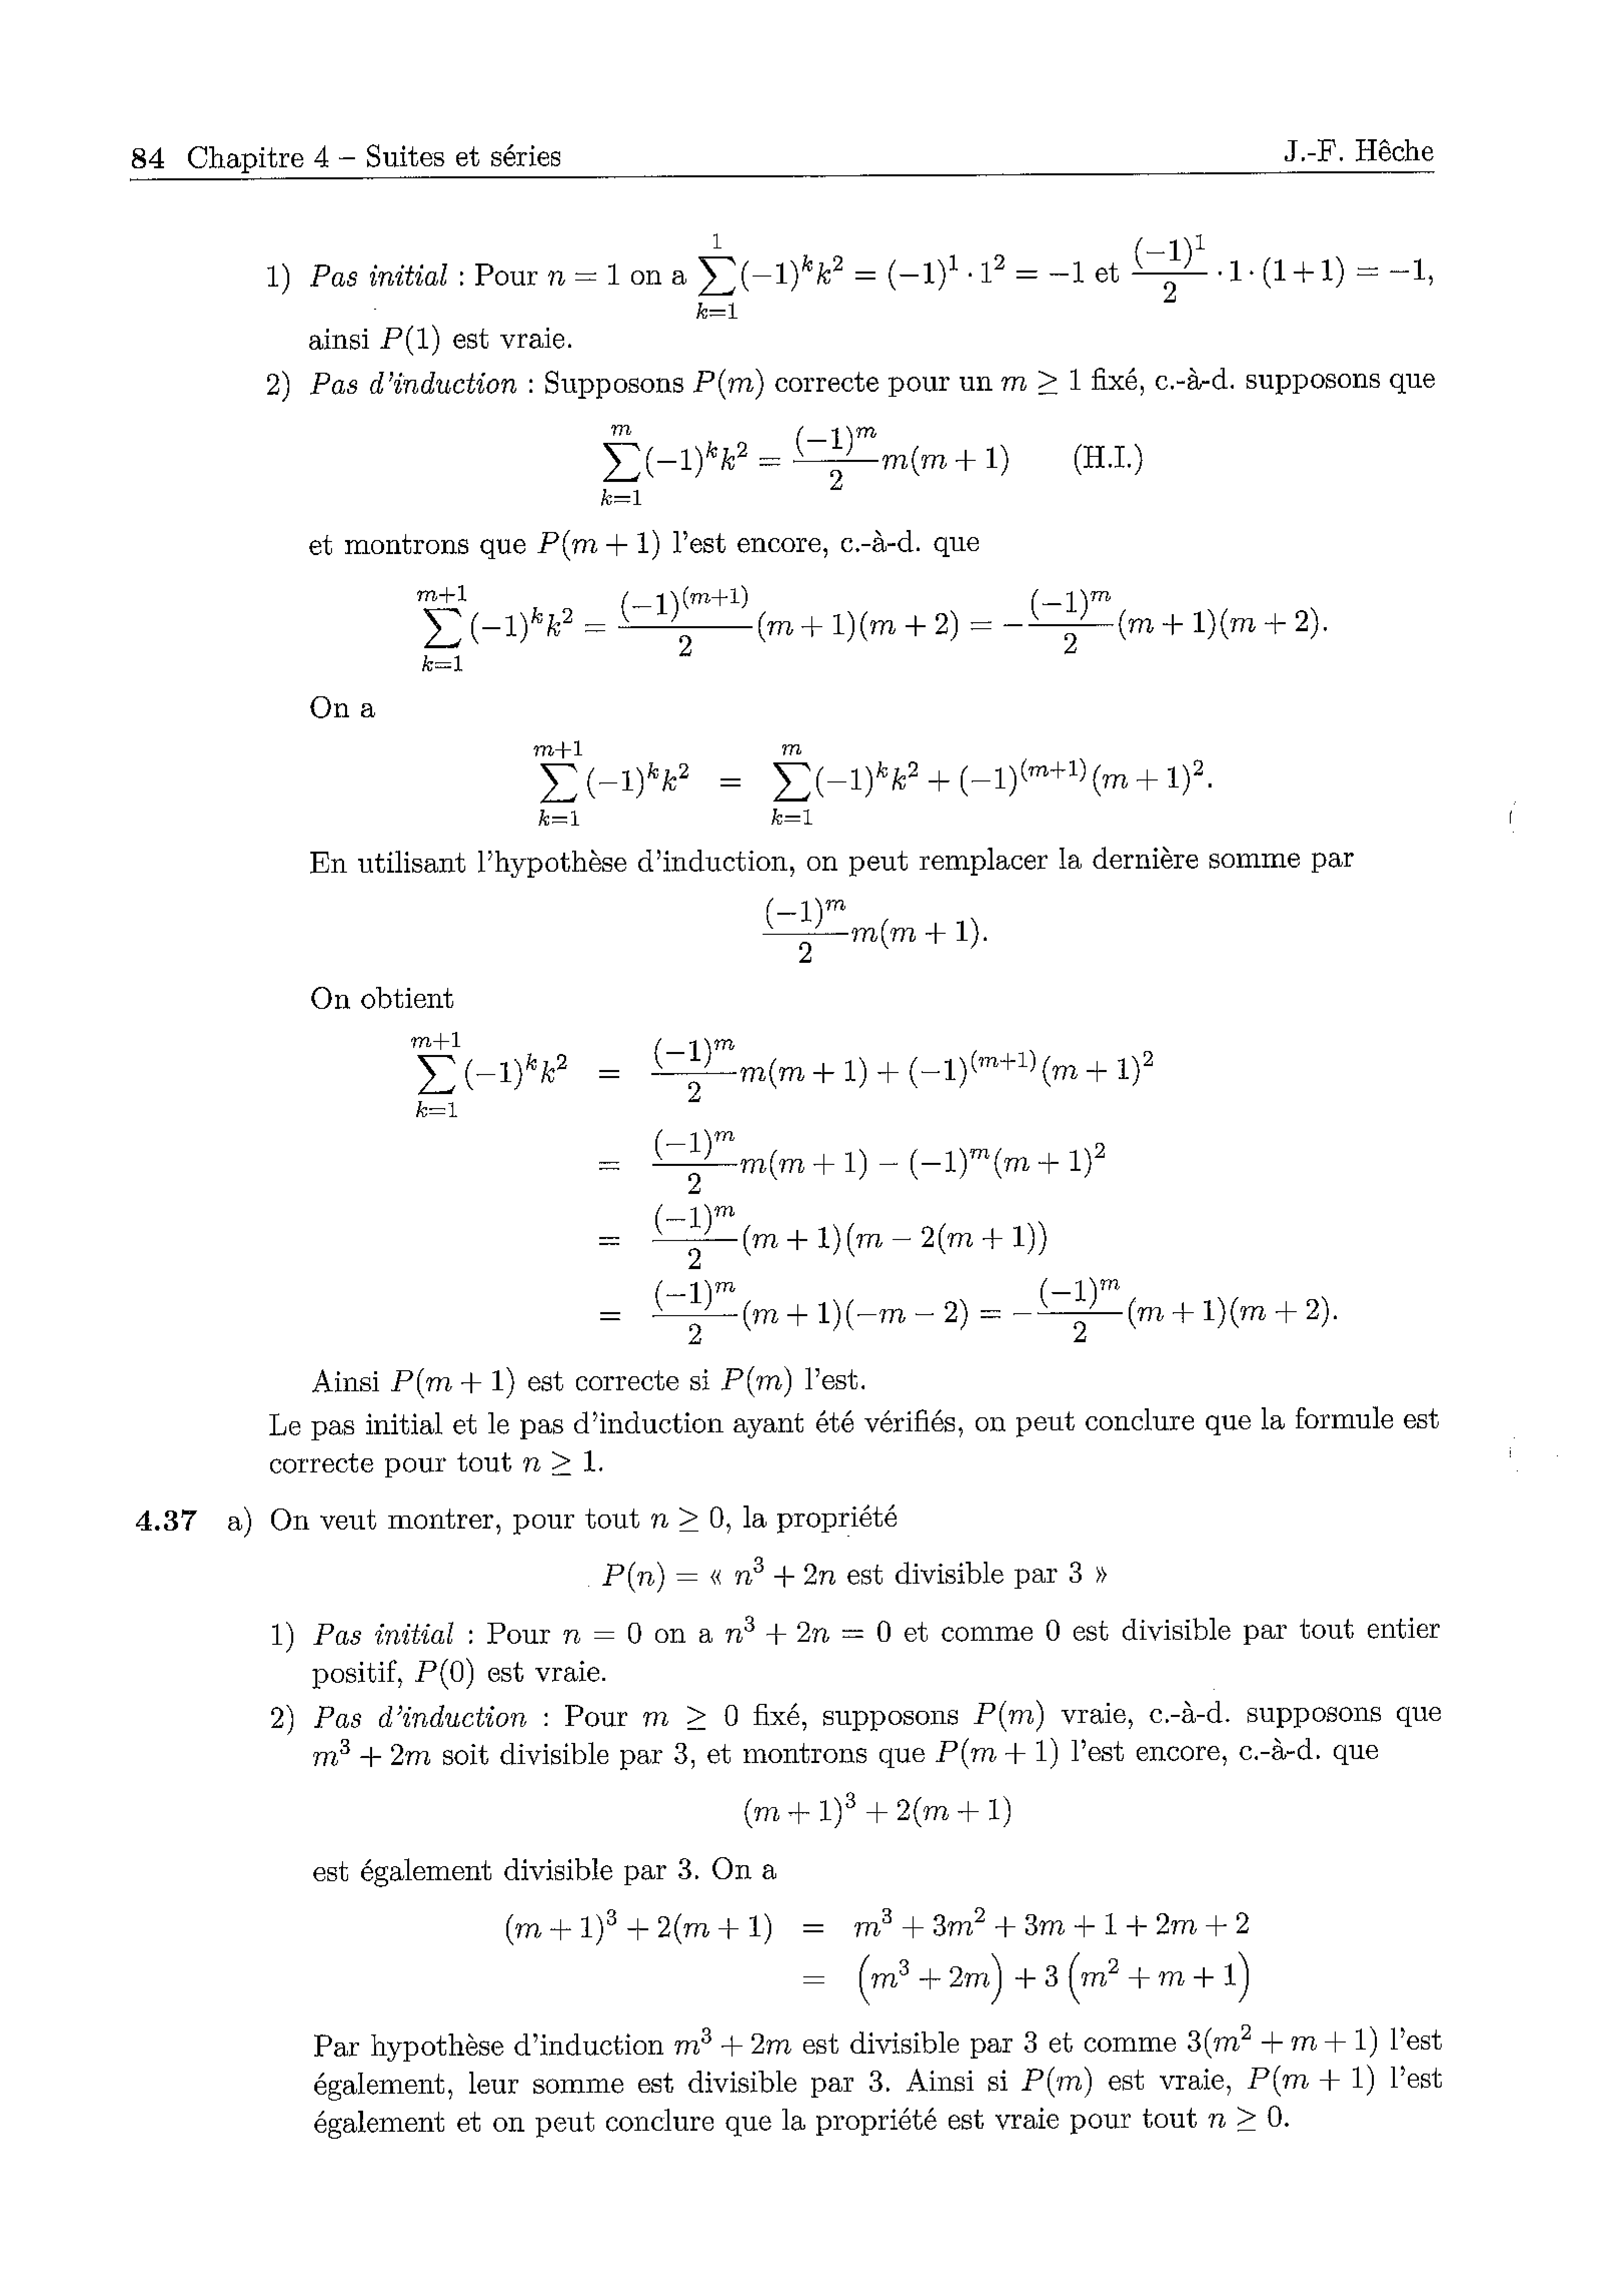 84 Chapitre 4 – Suites et séries J.-F. Hêche
1) Pas initial : Pour $n = 1$ on a $\sum_{k=1}^{1}(-1)^k k^2 = (-1)^1 \cdot 1^2 = -1$ et $\frac{(-1)^1}{2} \cdot 1 \cdot (1+1) = -1$,
ainsi $P(1)$ est vraie.
2) Pas d'induction : Supposons $P(m)$ correcte pour un $m \geq 1$ fixé, c.-à-d. supposons que
$\sum_{k=1}^{m}(-1)^k k^2 = \frac{(-1)^m}{2}m(m+1)$ (H.I.)
et montrons que $P(m+1)$ l'est encore, c.-à-d. que
$\sum_{k=1}^{m+1}(-1)^k k^2 = \frac{(-1)^{(m+1)}}{2}(m+1)(m+2) = -\frac{(-1)^m}{2}(m+1)(m+2).$
On a
$\sum_{k=1}^{m+1}(-1)^k k^2 = \sum_{k=1}^{m}(-1)^k k^2 + (-1)^{(m+1)}(m+1)^2.$
En utilisant l'hypothèse d'induction, on peut remplacer la dernière somme par
$\frac{(-1)^m}{2}m(m+1).$
On obtient
$\sum_{k=1}^{m+1}(-1)^k k^2 = \frac{(-1)^m}{2}m(m+1) + (-1)^{(m+1)}(m+1)^2$
$= \frac{(-1)^m}{2}m(m+1) - (-1)^m(m+1)^2$
$= \frac{(-1)^m}{2}(m+1)(m-2(m+1))$
$= \frac{(-1)^m}{2}(m+1)(-m-2) = -\frac{(-1)^m}{2}(m+1)(m+2).$
Ainsi $P(m+1)$ est correcte si $P(m)$ l'est.
Le pas initial et le pas d'induction ayant été vérifiés, on peut conclure que la formule est
correcte pour tout $n \geq 1$.
4.37 a) On veut montrer, pour tout $n \geq 0$, la propriété
$P(n) =$ « $n^3 + 2n$ est divisible par 3 »
1) Pas initial : Pour $n = 0$ on a $n^3 + 2n = 0$ et comme 0 est divisible par tout entier
positif, $P(0)$ est vraie.
2) Pas d'induction : Pour $m \geq 0$ fixé, supposons $P(m)$ vraie, c.-à-d. supposons que
$m^3 + 2m$ soit divisible par 3, et montrons que $P(m+1)$ l'est encore, c.-à-d. que
$(m+1)^3 + 2(m+1)$
est également divisible par 3. On a
$(m+1)^3 + 2(m+1) = m^3 + 3m^2 + 3m + 1 + 2m + 2$
$= \left(m^3 + 2m\right) + 3\left(m^2 + m + 1\right)$
Par hypothèse d'induction $m^3 + 2m$ est divisible par 3 et comme $3(m^2 + m + 1)$ l'est
également, leur somme est divisible par 3. Ainsi si $P(m)$ est vraie, $P(m+1)$ l'est
également et on peut conclure que la propriété est vraie pour tout $n \geq 0$.